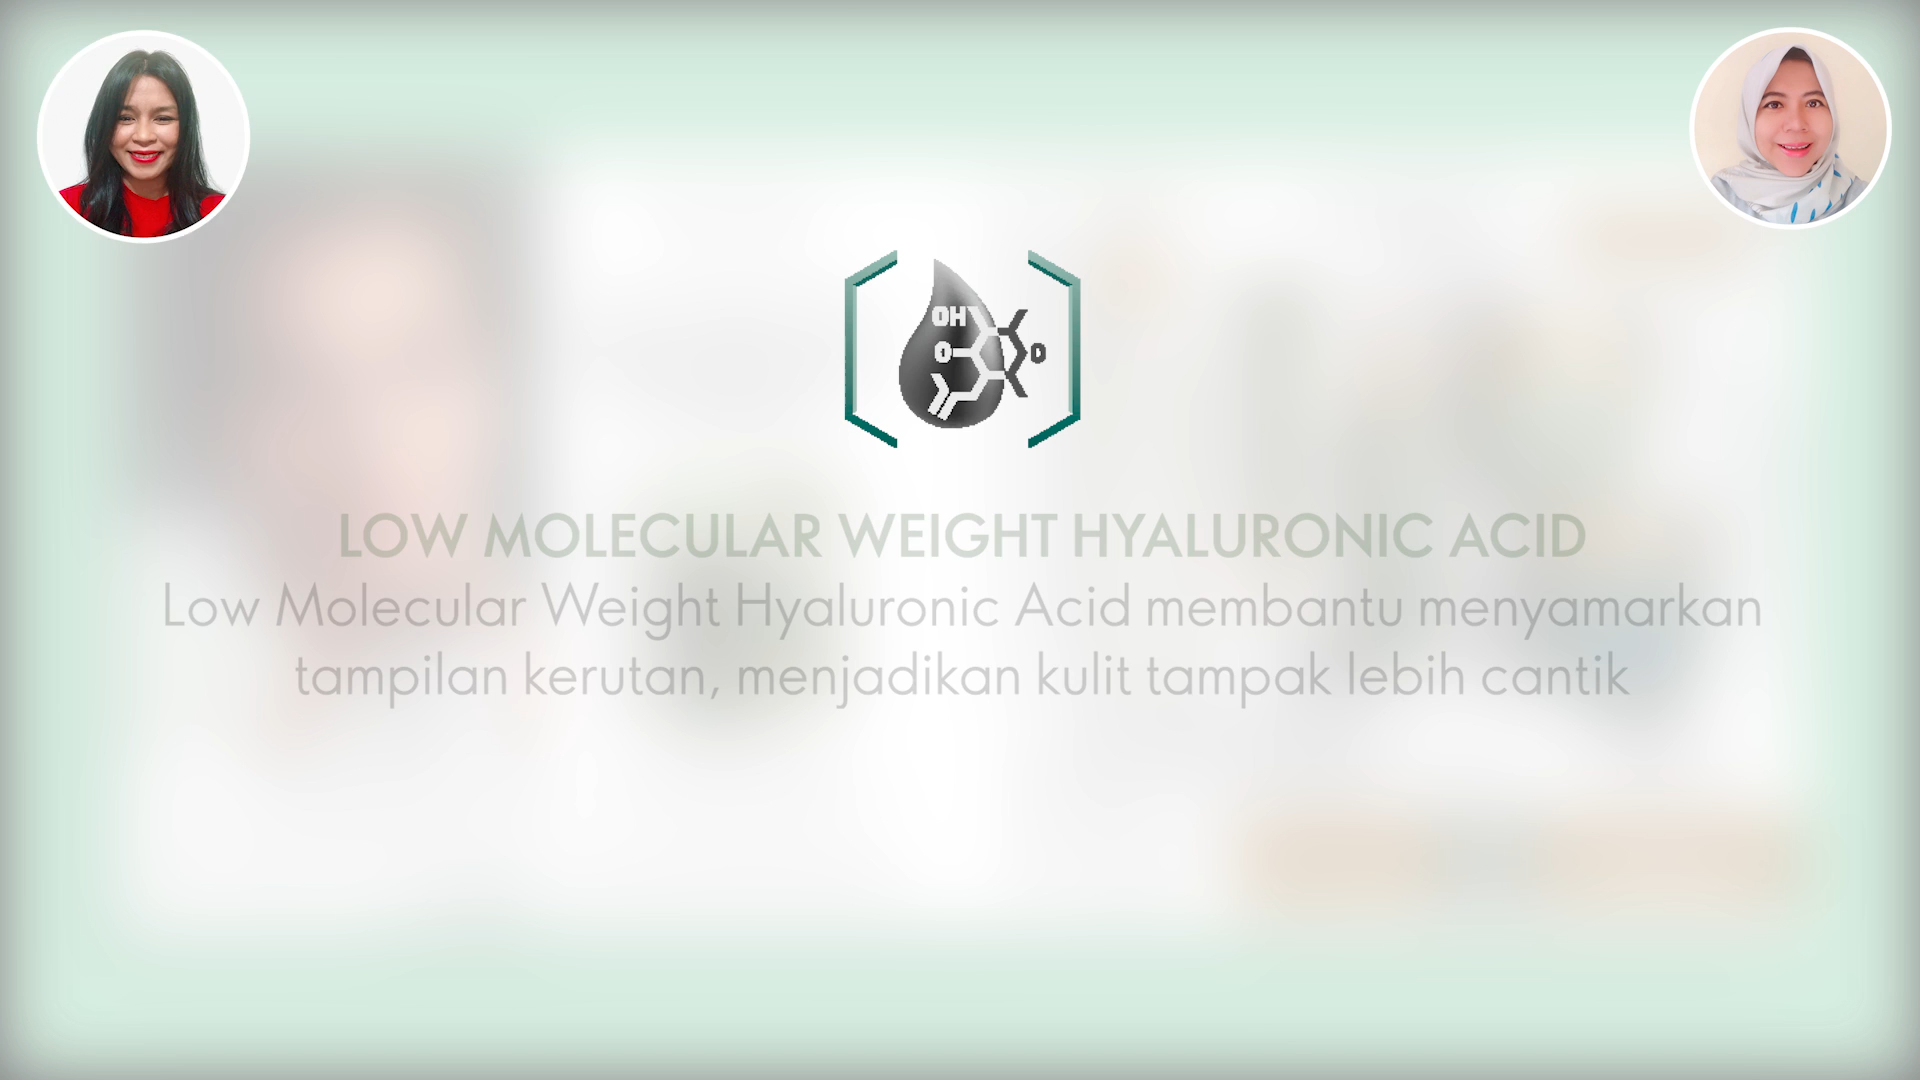 OH
O
O
LOW MOLECULAR WEIGHT HYALURONIC ACID
Low Molecular Weight Hyaluronic Acid membantu menyamarkan
tampilan kerutan, menjadikan kulit tampak lebih cantik